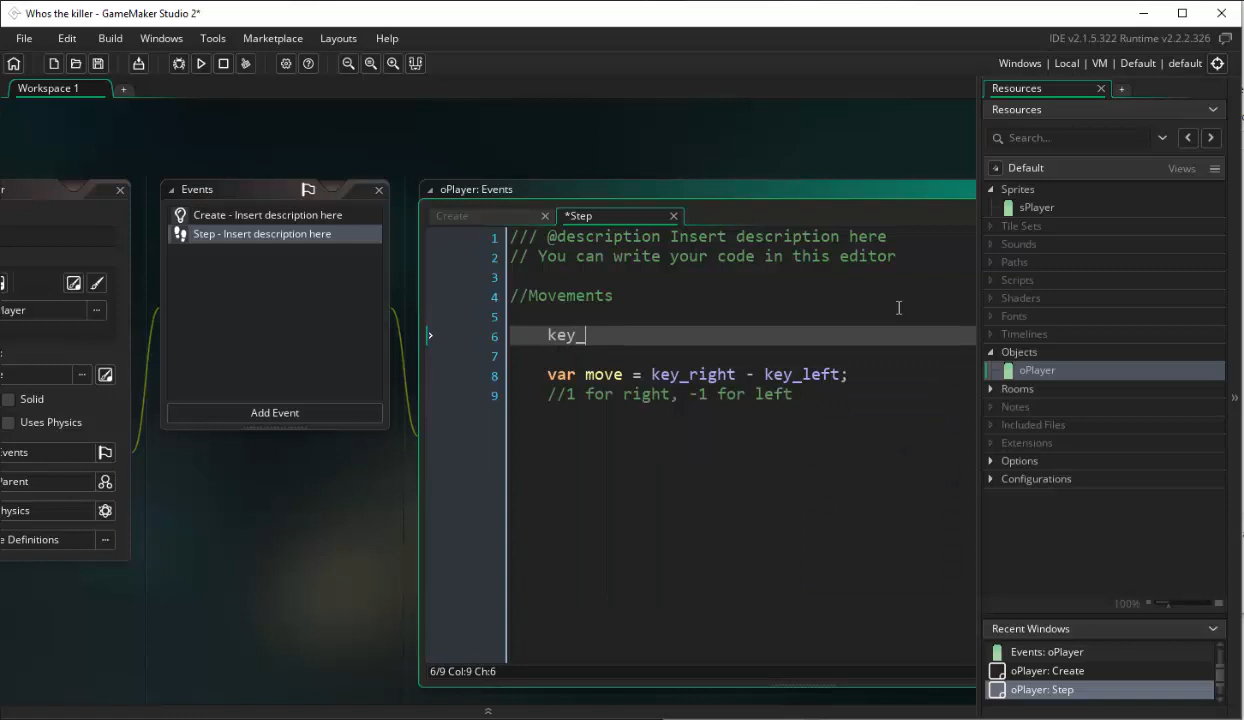 Whos the killer - GameMaker Studio 2*
File Edit Build Windows Tools Marketplace Layouts Help
IDE v2.1.5.322 Runtime v2.2.2.326
Windows | Local | VM | Default | default
Workspace 1
+
Resources
+
Resources
Search...
Default
Views
Sprites
sPlayer
Tile Sets
Sounds
Paths
Scripts
Shaders
Fonts
Timelines
Objects
oPlayer
Rooms
Notes
Included Files
Extensions
Options
Configurations
100%
Recent Windows
Events: oPlayer
oPlayer: Create
oPlayer: Step
r
layer
...
e
...
Solid
Uses Physics
vents
arent
hysics
e Definitions
...
Events
Create - Insert description here
Step - Insert description here
Add Event
oPlayer: Events
Create
*Step
1 /// @description Insert description here
2 // You can write your code in this editor
3
4 //Movements
5
6 key_
7
8 var move = key_right - key_left;
9 //1 for right, -1 for left
6/9 Col:9 Ch:6